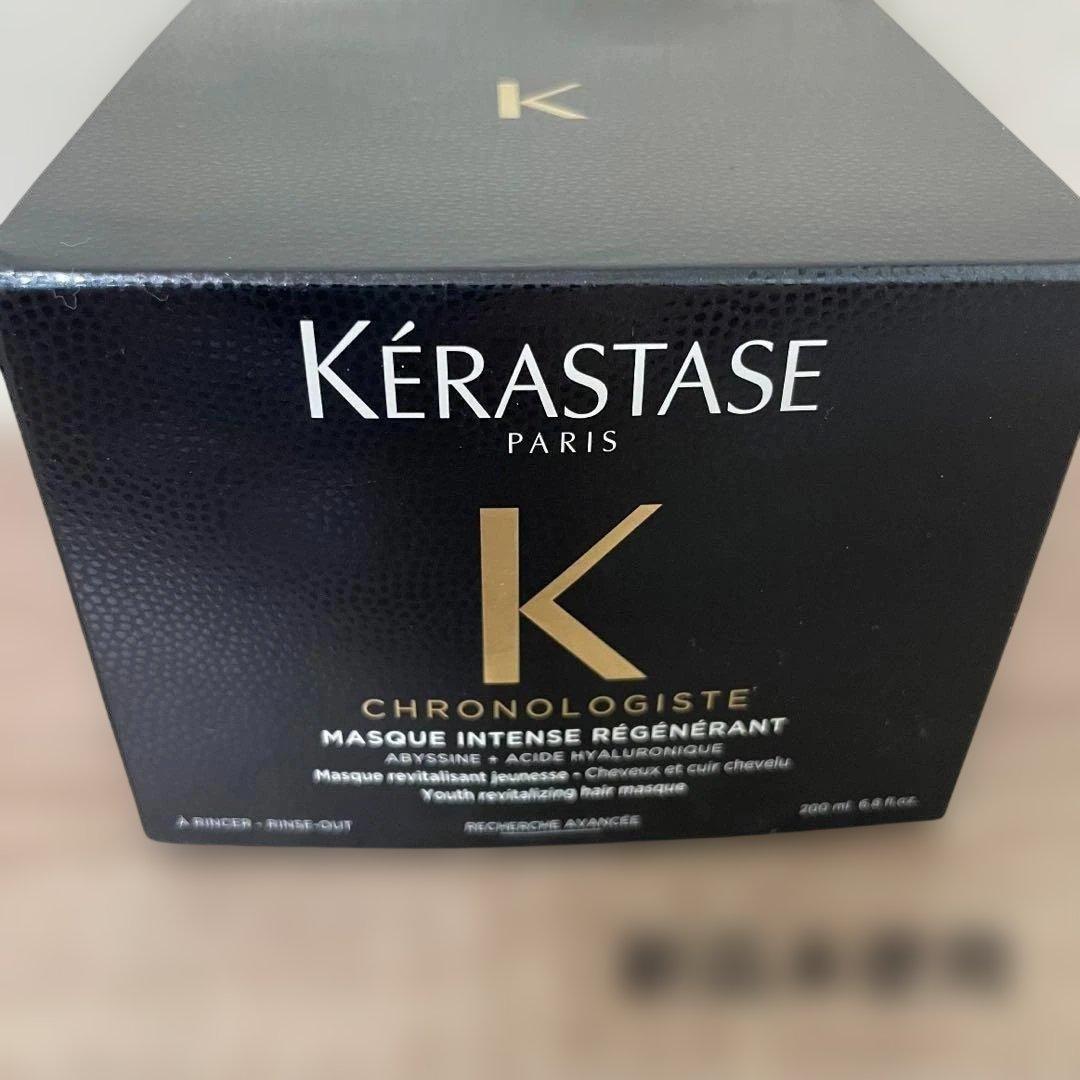 K
KÉRASTASE
PARIS
K
CHRONOLOGISTE
MASQUE INTENSE RÉGÉNÉRANT
ABYSSINE + ACIDE HYALURONIQUE
Masque revitalisant jeunesse - Cheveux et cuir chevelu
Youth revitalizing hair masque
200 ml 6.8 fl.oz.
À RINCER - RINSE-OUT
RECHERCHE AVANCÉE